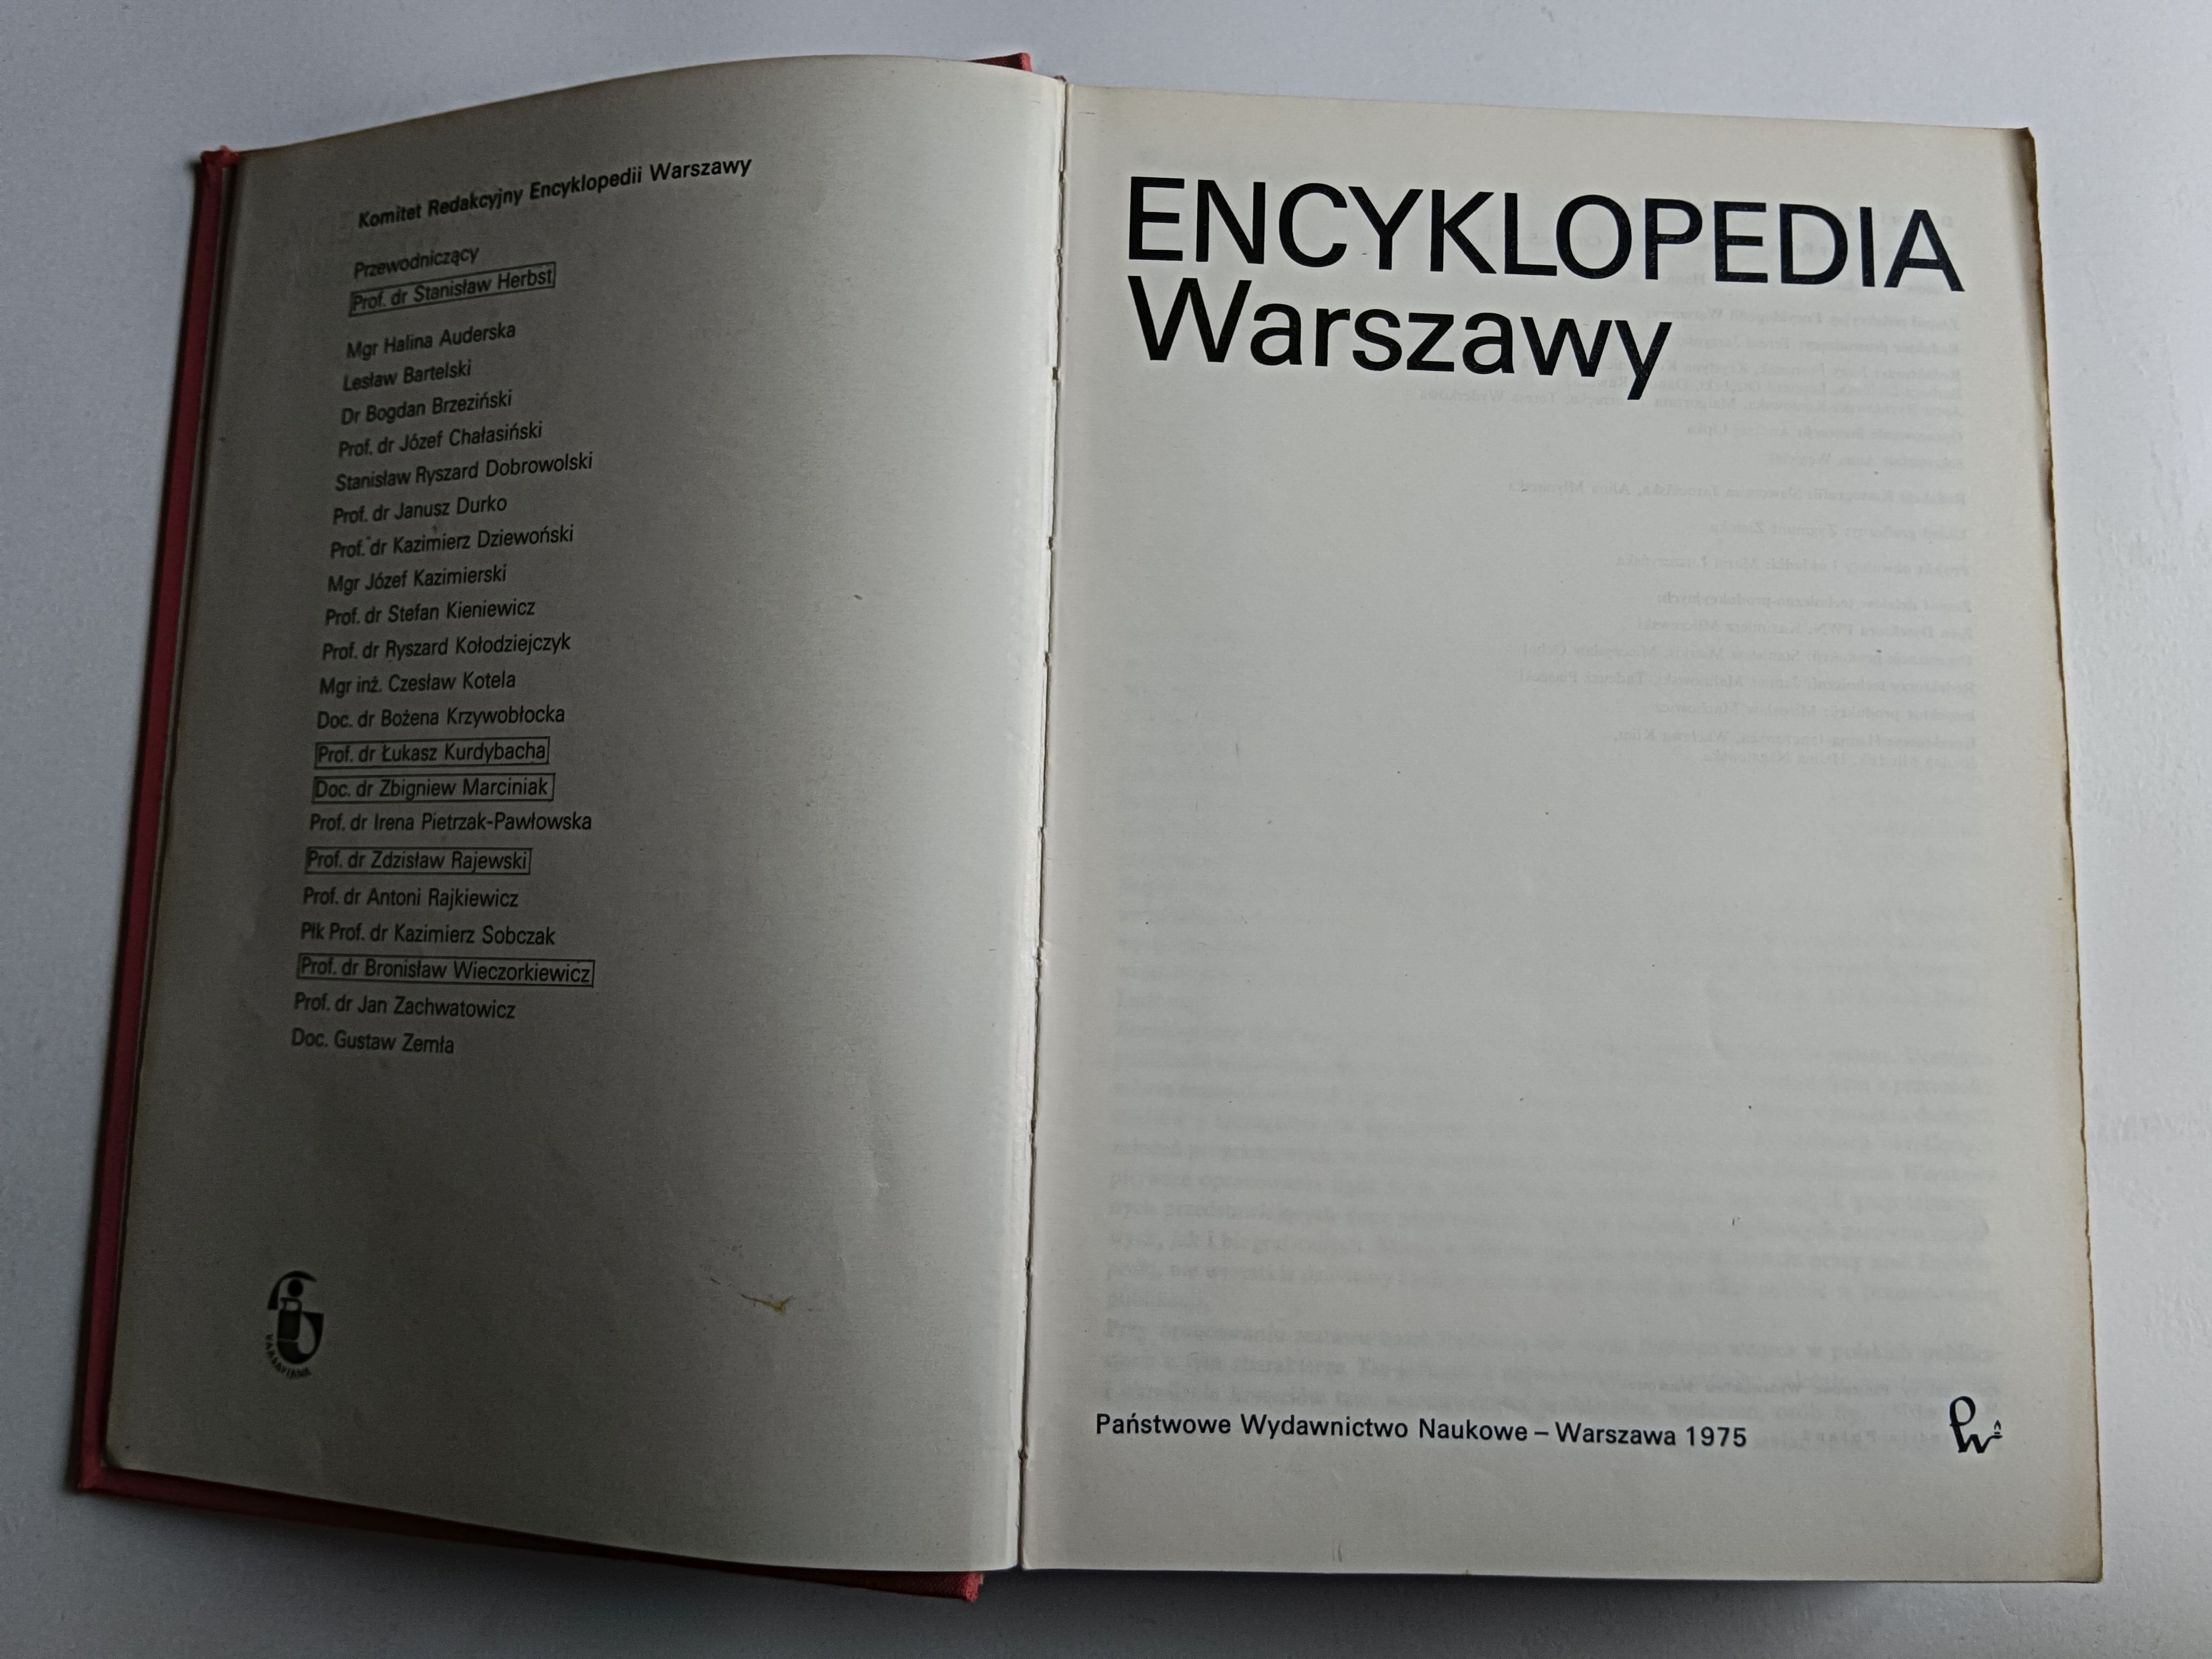 Komitet Redakcyjny Encyklopedii Warszawy
Przewodniczący
Prof. dr Stanisław Herbst
Mgr Halina Auderska
Lesław Bartelski
Dr Bogdan Brzeziński
Prof. dr Józef Chałasiński
Stanisław Ryszard Dobrowolski
Prof. dr Janusz Durko
Prof. dr Kazimierz Dziewoński
Mgr Józef Kazimierski
Prof. dr Stefan Kieniewicz
Prof. dr Ryszard Kołodziejczyk
Mgr inż. Czesław Kotela
Doc. dr Bożena Krzywobłocka
Prof. dr Łukasz Kurdybacha
Doc. dr Zbigniew Marciniak
Prof. dr Irena Pietrzak-Pawłowska
Prof. dr Zdzisław Rajewski
Prof. dr Antoni Rajkiewicz
Płk Prof. dr Kazimierz Sobczak
Prof. dr Bronisław Wieczorkiewicz
Prof. dr Jan Zachwatowicz
Doc. Gustaw Zemła
VARSAVIANA
ENCYKLOPEDIA
Warszawy
Państwowe Wydawnictwo Naukowe – Warszawa 1975